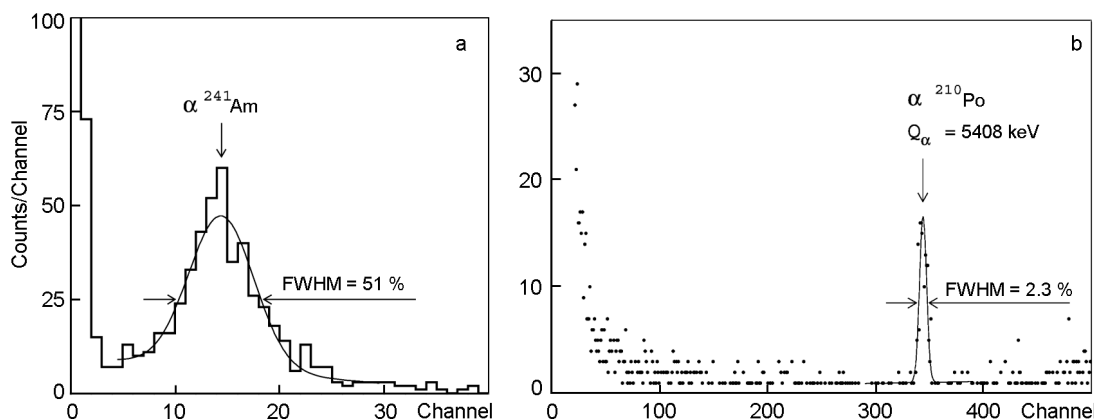 100
75
50
25
0
Counts/Channel
a
α ²⁴¹Am
FWHM = 51 %
0 10 20 30 Channel
30
20
10
0
b
α ²¹⁰Po
Qα = 5408 keV
FWHM = 2.3 %
0 100 200 300 400 Channel